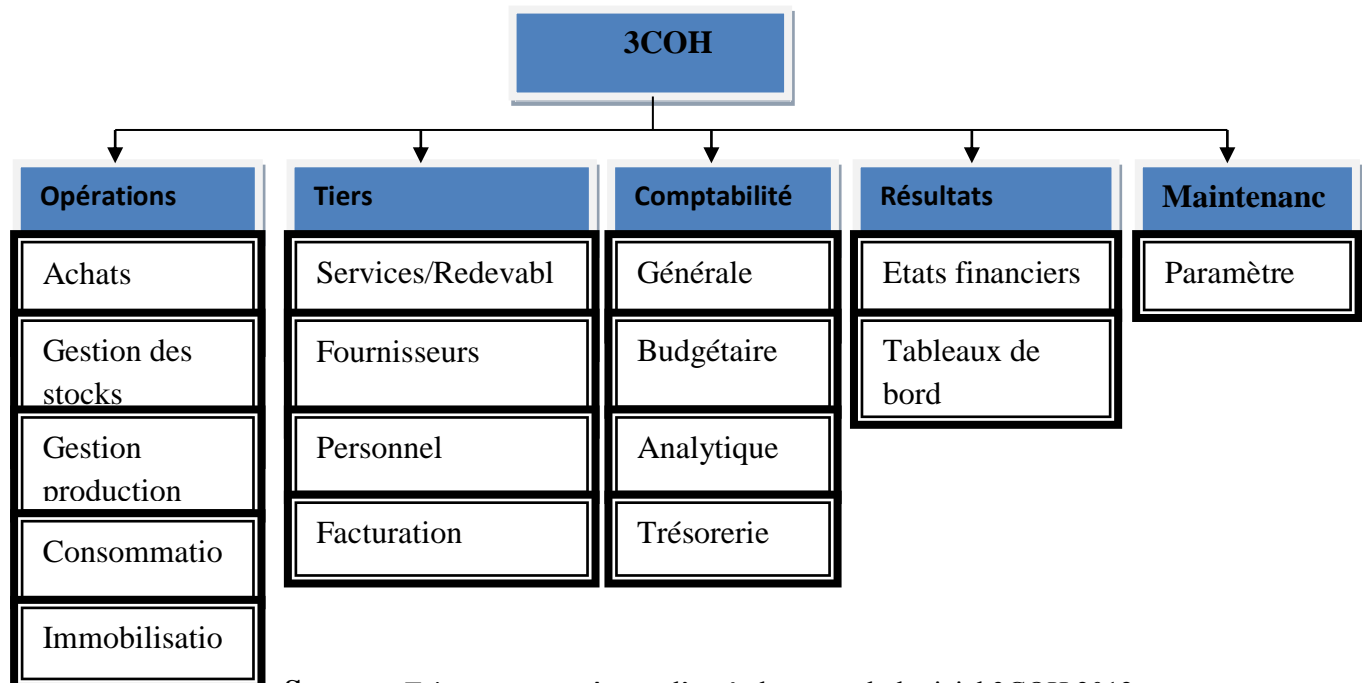 3COH
Opérations
Achats
Gestion des
stocks
Gestion
production
Consommatio
Immobilisatio
Tiers
Services/Redevabl
Fournisseurs
Personnel
Facturation
Comptabilité
Générale
Budgétaire
Analytique
Trésorerie
Résultats
Etats financiers
Tableaux de
bord
Maintenanc
Paramètre